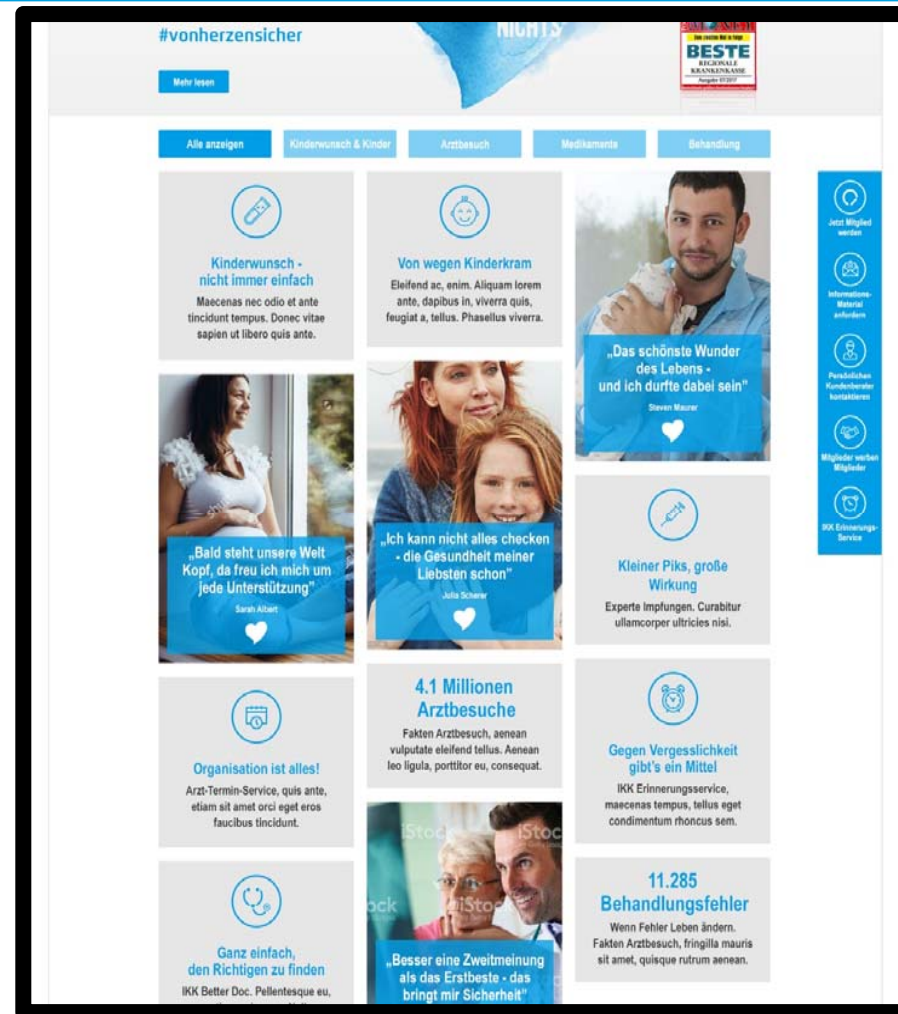 #vonherzensicher
Mehr lesen
NICHTS
BESTE
REGIONALE
KRANKENKASSE
Alle anzeigen
Kinderwunsch & Kinder
Arztbesuch
Medikamente
Behandlung
Kinderwunsch -
nicht immer einfach
Maecenas nec odio et ante
tincidunt tempus. Donec vitae
sapien ut libero quis ante.
Von wegen Kinderkram
Eleifend ac, enim. Aliquam lorem
ante, dapibus in, viverra quis,
feugiat a, tellus. Phasellus viverra.
„Das schönste Wunder
des Lebens -
und ich durfte dabei sein"
Steven Maurer
„Bald steht unsere Welt
Kopf, da freu ich mich um
jede Unterstützung"
Sarah Albert
„Ich kann nicht alles checken
- die Gesundheit meiner
Liebsten schon"
Julia Scherer
Kleiner Piks, große
Wirkung
Experte Impfungen. Curabitur
ullamcorper ultricies nisi.
Organisation ist alles!
Arzt-Termin-Service, quis ante,
etiam sit amet orci eget eros
faucibus tincidunt.
4.1 Millionen
Arztbesuche
Fakten Arztbesuch, aenean
vulputate eleifend tellus. Aenean
leo ligula, porttitor eu, consequat.
Gegen Vergesslichkeit
gibt's ein Mittel
IKK Erinnerungsservice,
maecenas tempus, tellus eget
condimentum rhoncus sem.
Ganz einfach,
den Richtigen zu finden
IKK Better Doc. Pellentesque eu,
iStock
iStock
„Besser eine Zweitmeinung
als das Erstbeste - das
bringt mir Sicherheit"
11.285
Behandlungsfehler
Wenn Fehler Leben ändern.
Fakten Arztbesuch, fringilla mauris
sit amet, quisque rutrum aenean.
Jetzt Mitglied
werden
Informations-
Material
anfordern
Persönlichen
Kundenberater
kontaktieren
Mitglieder werben
Mitglieder
IKK Erinnerungs-
Service